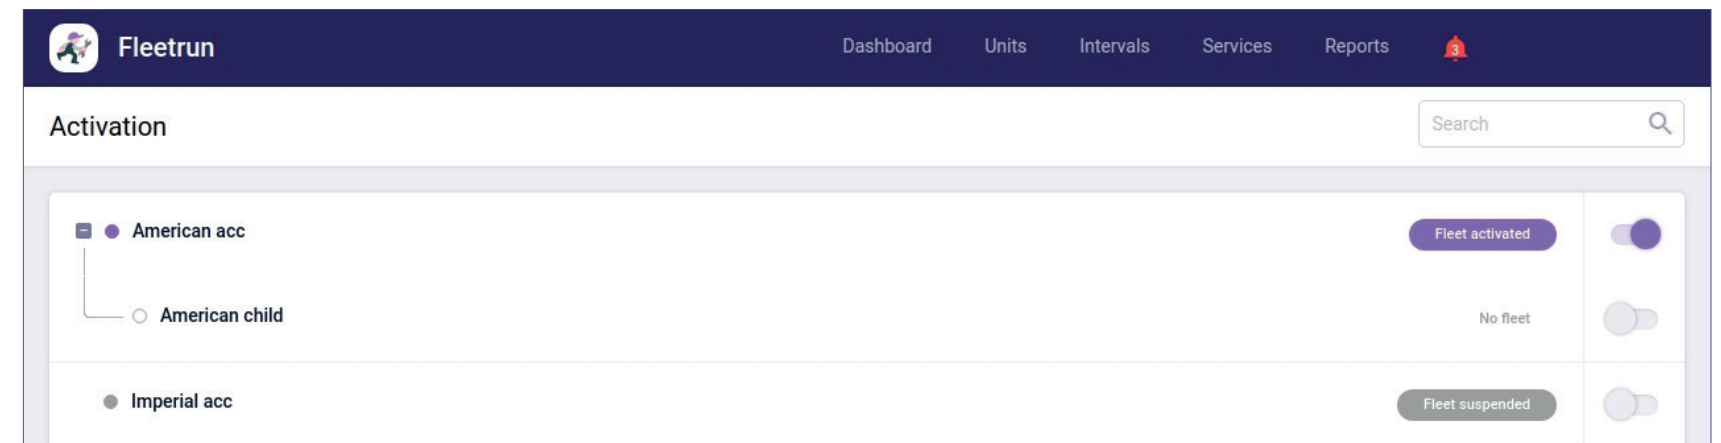 Fleetrun
Dashboard Units Intervals Services Reports 3
Activation
Search
American acc Fleet activated
American child No fleet
Imperial acc Fleet suspended